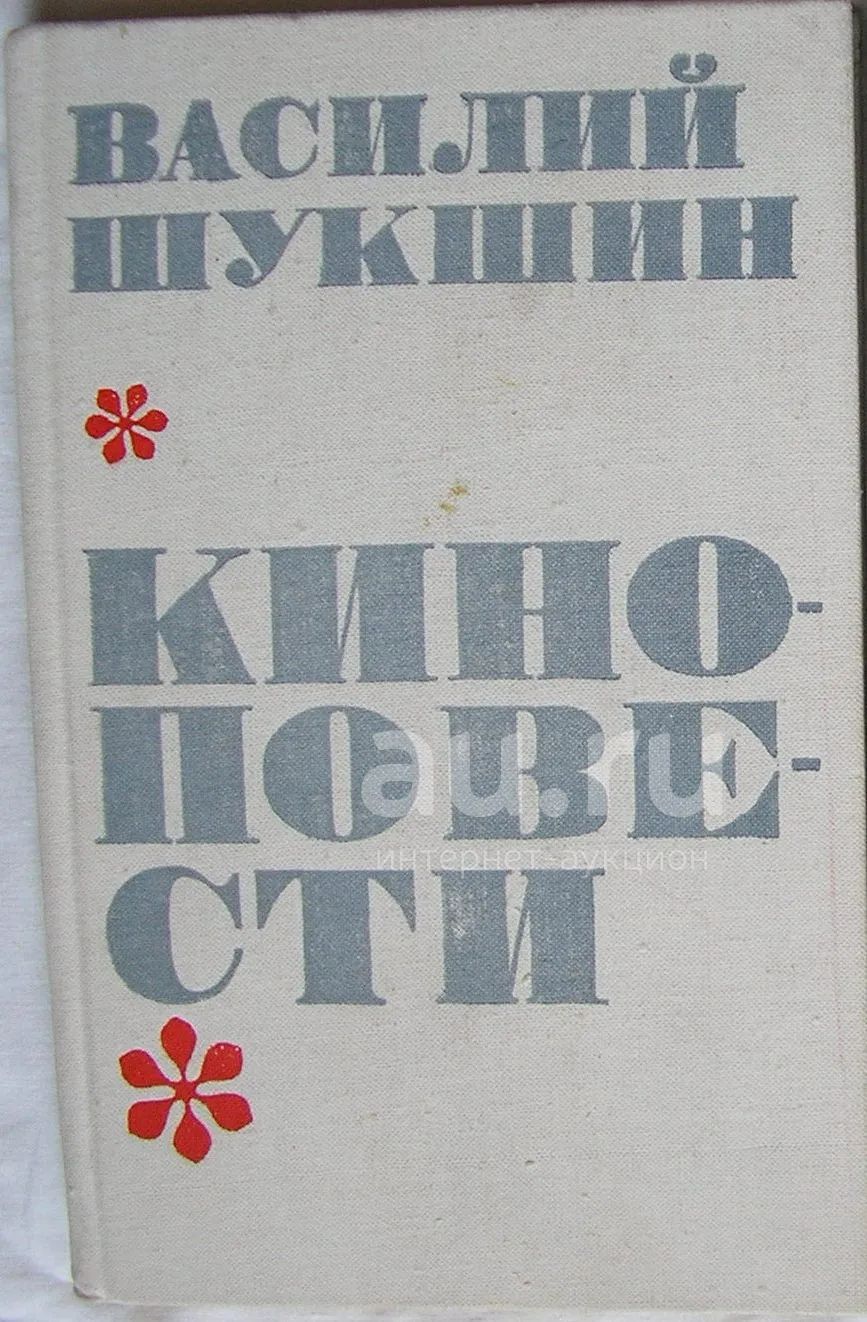 ВАСИЛИЙ
ШУКШИН
КИНО-
ПОВЕ-
СТИ
au.ru
интернет-аукцион